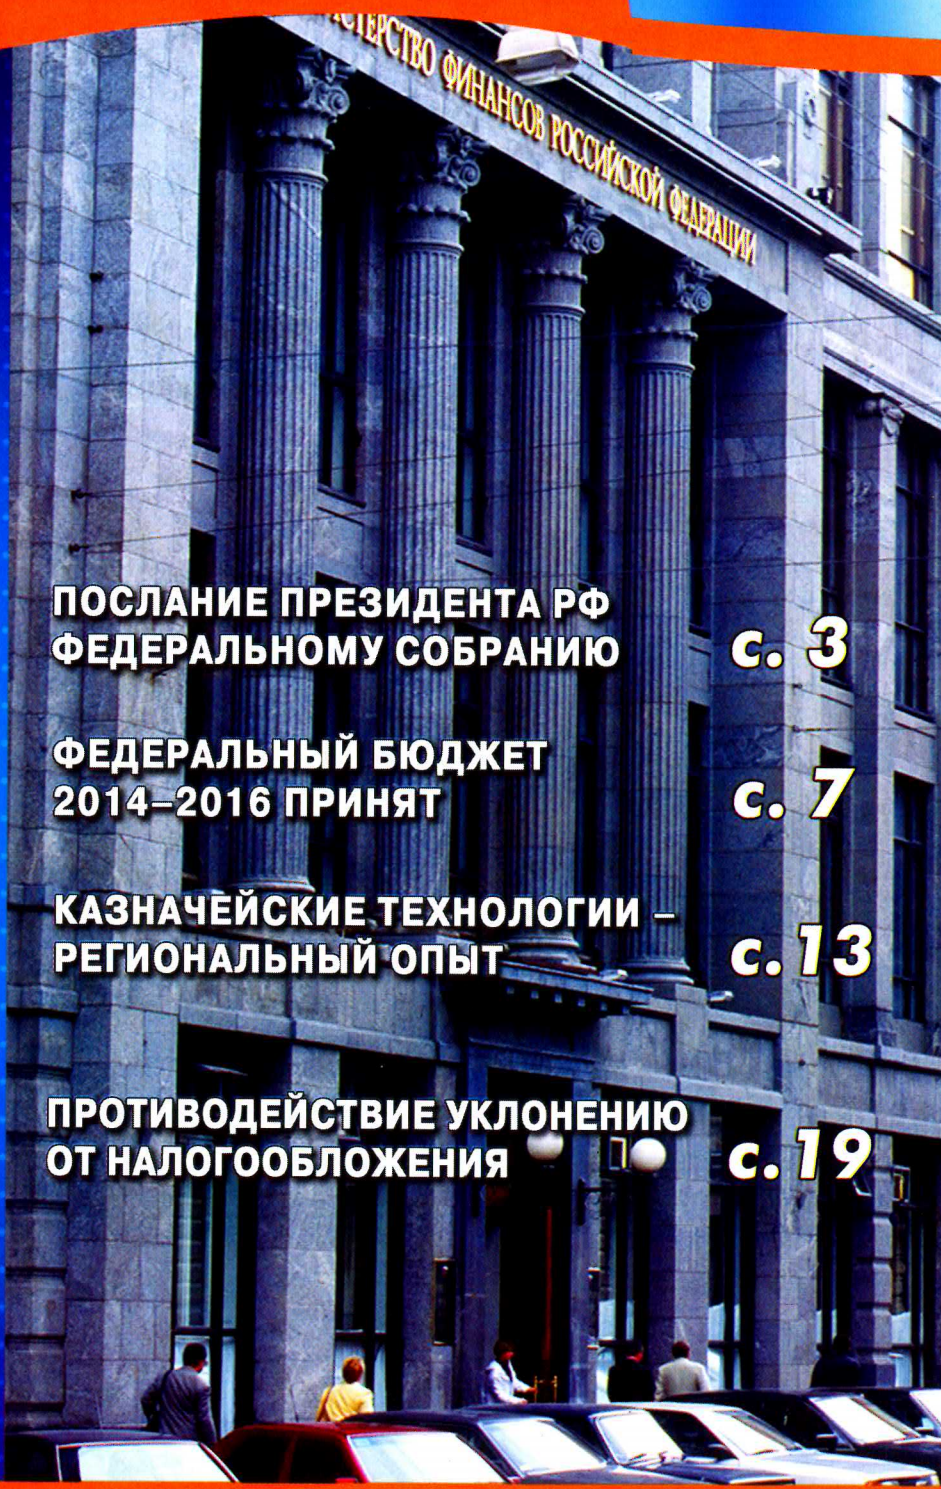 ФИНАНСОВ РОССИЙСКОЙ ФЕДЕРАЦИИ
ПОСЛАНИЕ ПРЕЗИДЕНТА РФ
ФЕДЕРАЛЬНОМУ СОБРАНИЮ с. 3
ФЕДЕРАЛЬНЫЙ БЮДЖЕТ
2014–2016 ПРИНЯТ с. 7
КАЗНАЧЕЙСКИЕ ТЕХНОЛОГИИ –
РЕГИОНАЛЬНЫЙ ОПЫТ с. 13
ПРОТИВОДЕЙСТВИЕ УКЛОНЕНИЮ
ОТ НАЛОГООБЛОЖЕНИЯ с. 19